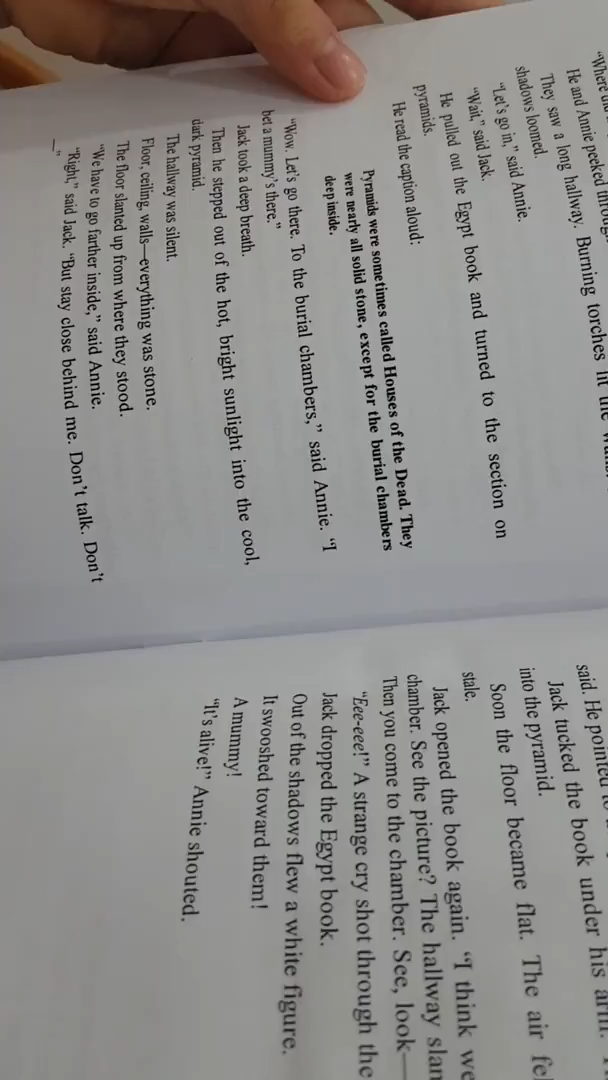 "Where
He and Annie peeked
They saw a long hallway. Burning torches lit the
shadows loomed.
"Let's go in," said Annie.
"Wait," said Jack.
He pulled out the Egypt book and turned to the section on
pyramids.
He read the caption aloud:
Pyramids were sometimes called Houses of the Dead. They
were nearly all solid stone, except for the burial chambers
deep inside.
"Wow. Let's go there. To the burial chambers," said Annie. "I
bet a mummy's there."
Jack took a deep breath.
Then he stepped out of the hot, bright sunlight into the cool,
dark pyramid.
The hallway was silent.
Floor, ceiling, walls—everything was stone.
The floor slanted up from where they stood.
"We have to go farther inside," said Annie.
"Right," said Jack. "But stay close behind me. Don't talk. Don't
—"
said. He pointed
Jack tucked the book under his arm.
into the pyramid.
Soon the floor became flat. The air
stale.
Jack opened the book again. "I think we
chamber. See the picture? The hallway
Then you come to the chamber. See, look—
"Eee-eee!" A strange cry shot through the
Jack dropped the Egypt book.
Out of the shadows flew a white figure.
It swooshed toward them!
A mummy!
"It's alive!" Annie shouted.